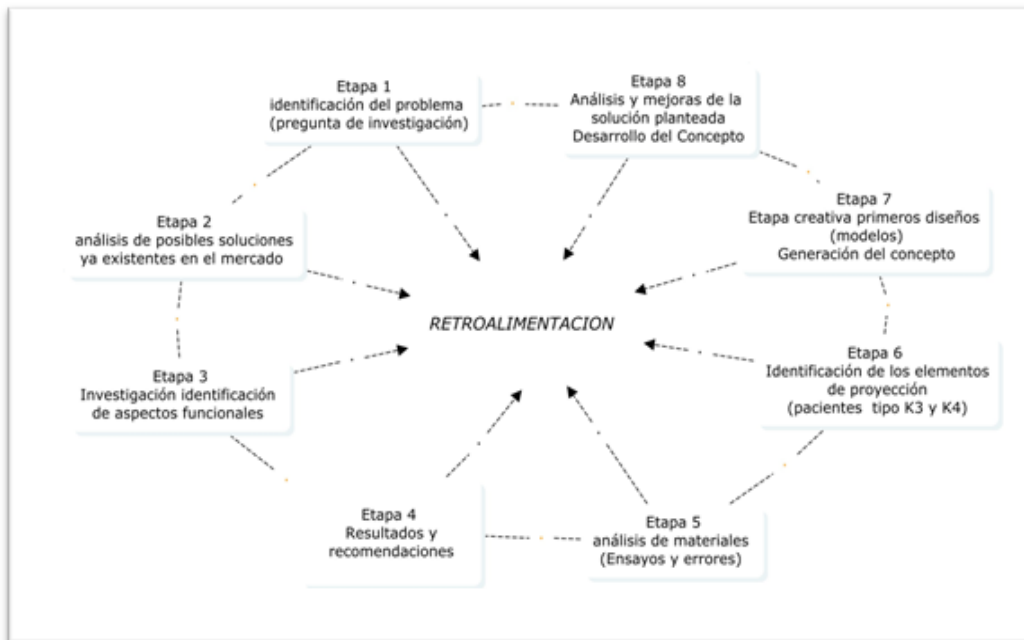 Etapa 1
identificación del problema
(pregunta de investigación)
Etapa 8
Análisis y mejoras de la
solución planteada
Desarrollo del Concepto
Etapa 2
análisis de posibles soluciones
ya existentes en el mercado
Etapa 7
Etapa creativa primeros diseños
(modelos)
Generación del concepto
RETROALIMENTACION
Etapa 3
Investigación identificación
de aspectos funcionales
Etapa 6
Identificación de los elementos
de proyección
(pacientes tipo K3 y K4)
Etapa 4
Resultados y
recomendaciones
Etapa 5
análisis de materiales
(Ensayos y errores)